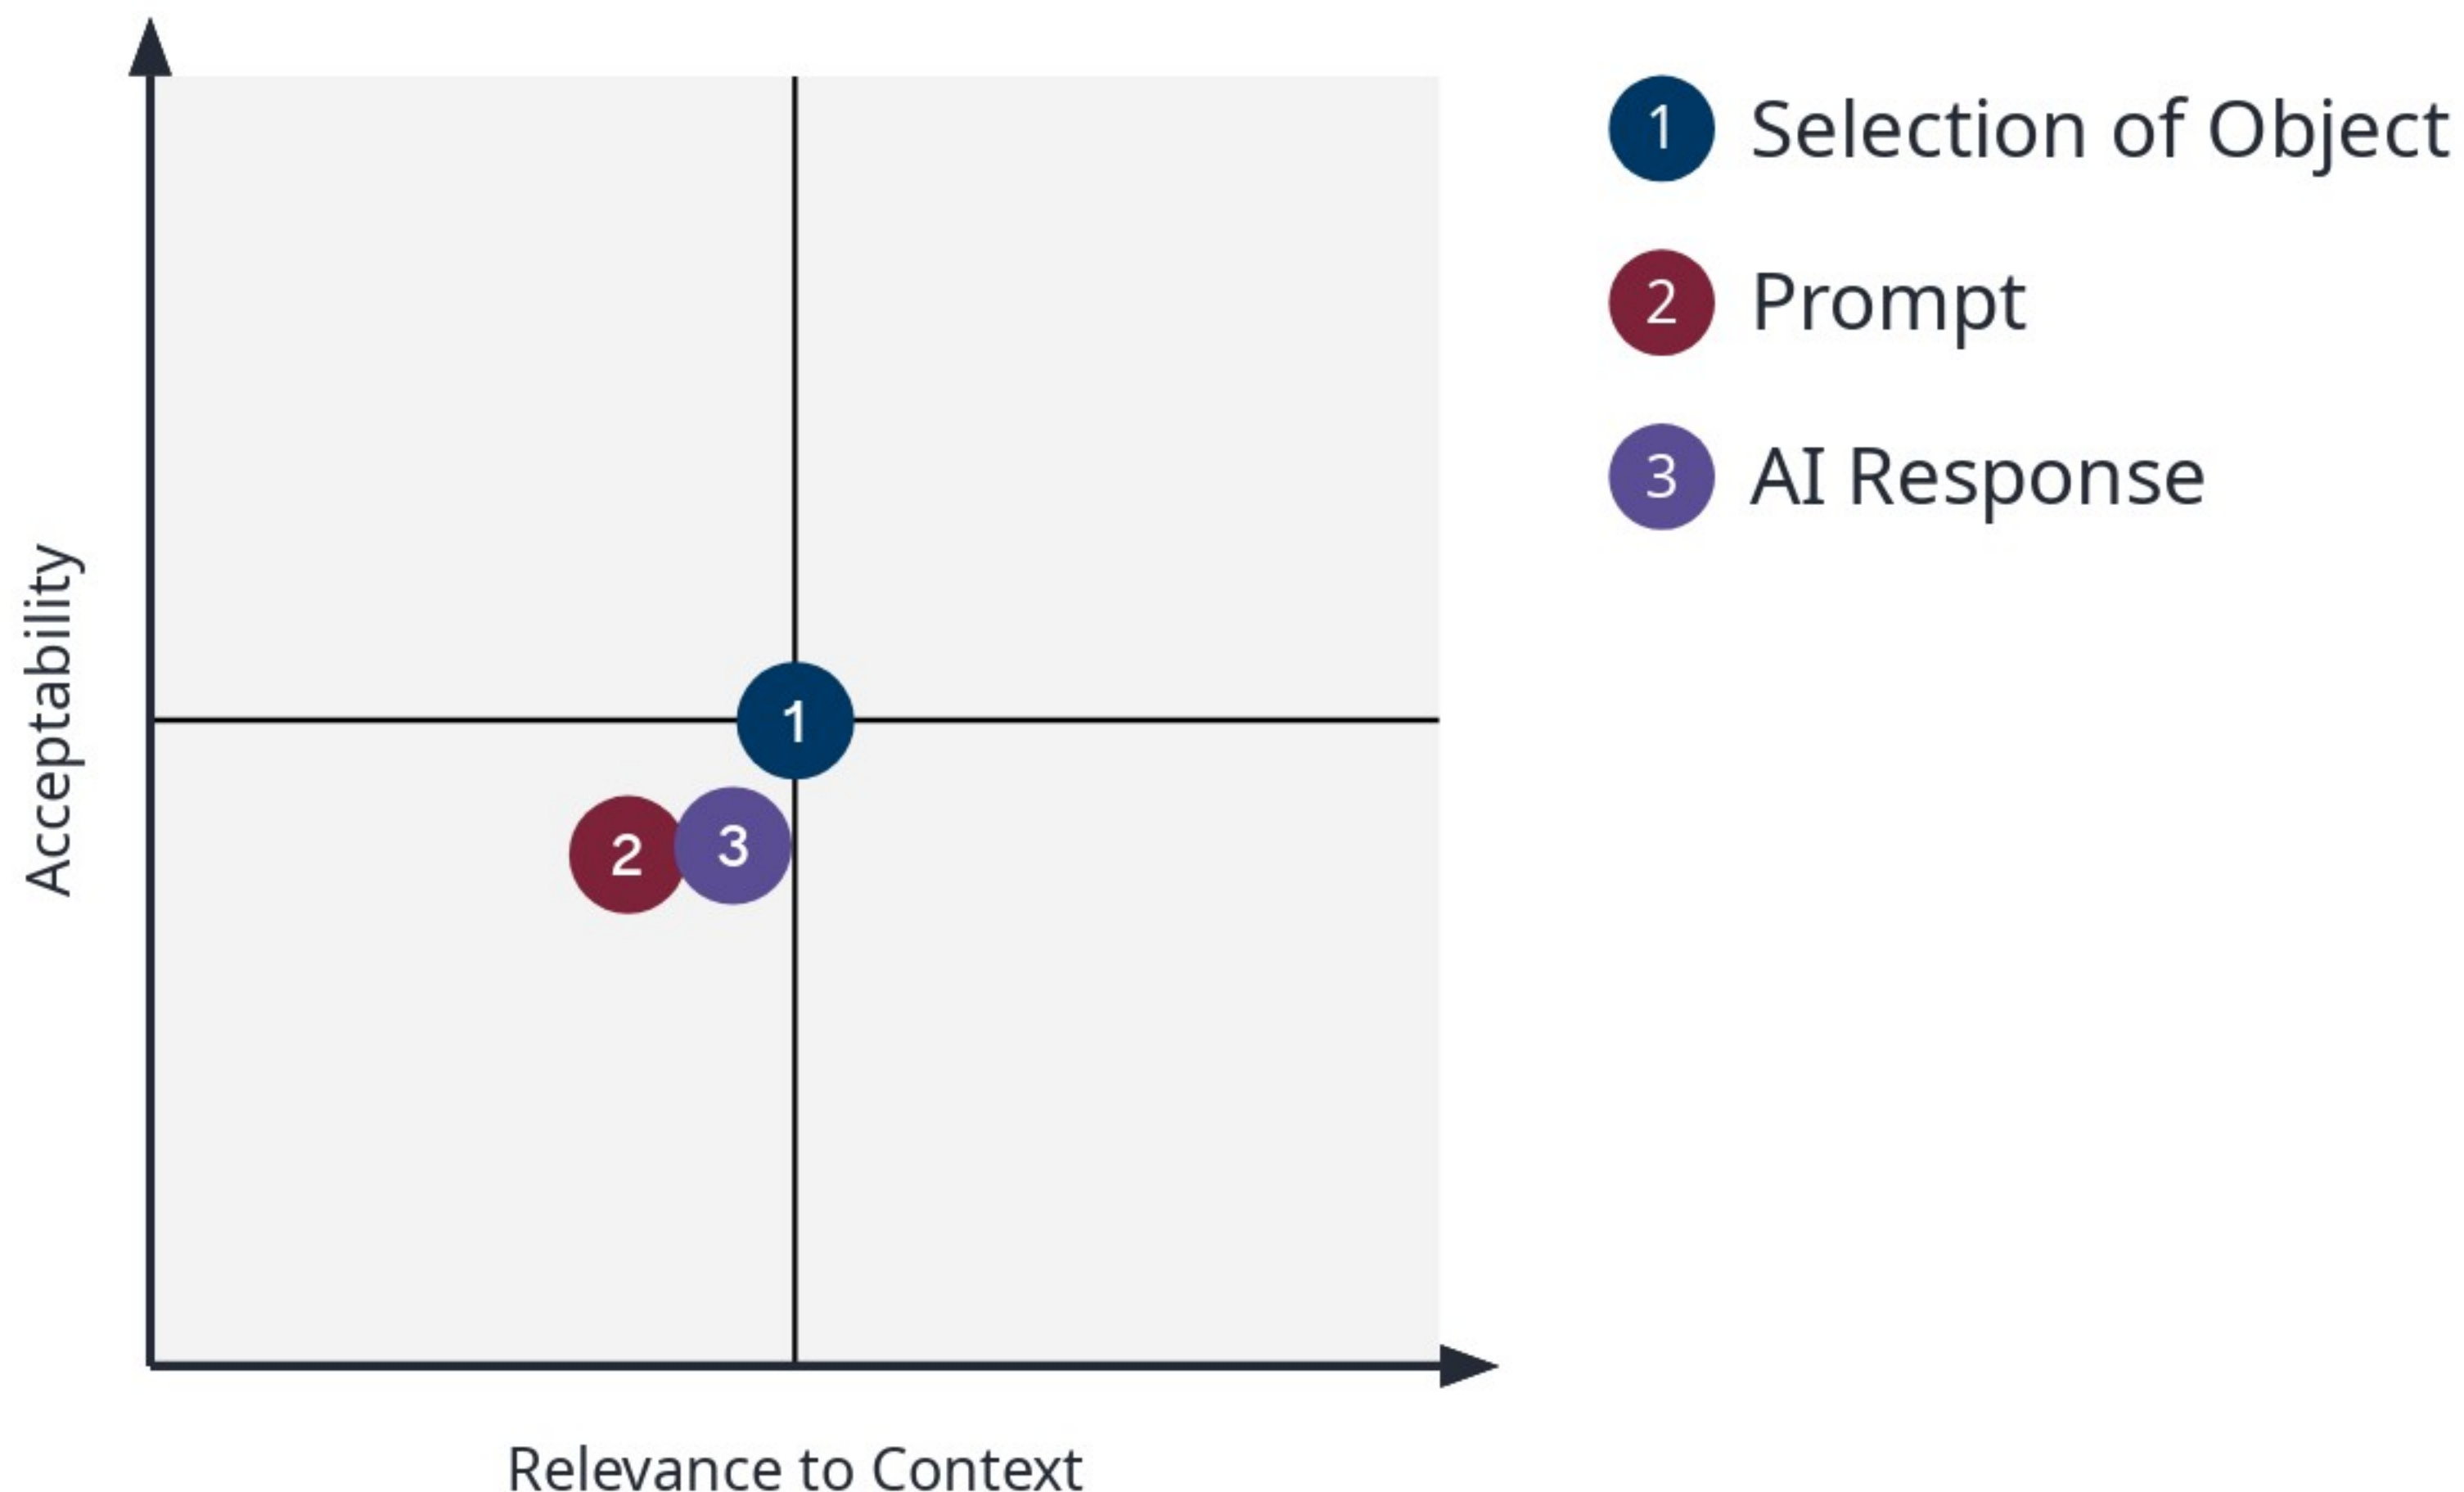 1 Selection of Object
2 Prompt
3 AI Response
Acceptability
1
2 3
Relevance to Context